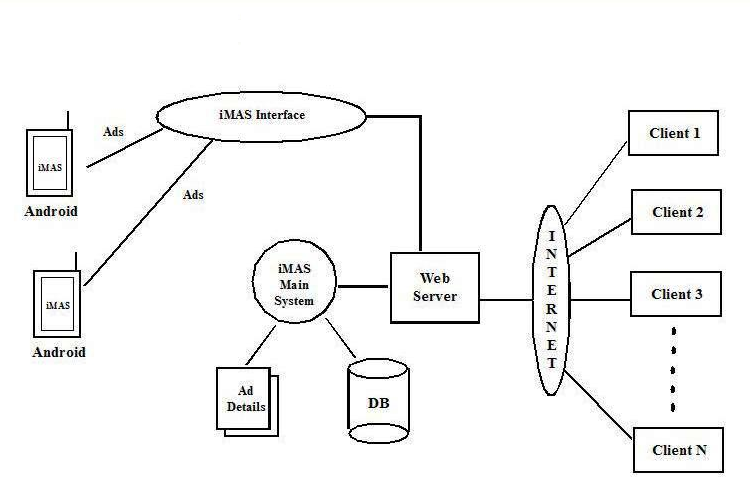 iMAS Interface
Ads
iMAS
Android
Ads
iMAS
Android
iMAS
Main
System
Web
Server
Ad
Details
DB
I
N
T
E
R
N
E
T
Client 1
Client 2
Client 3
Client N